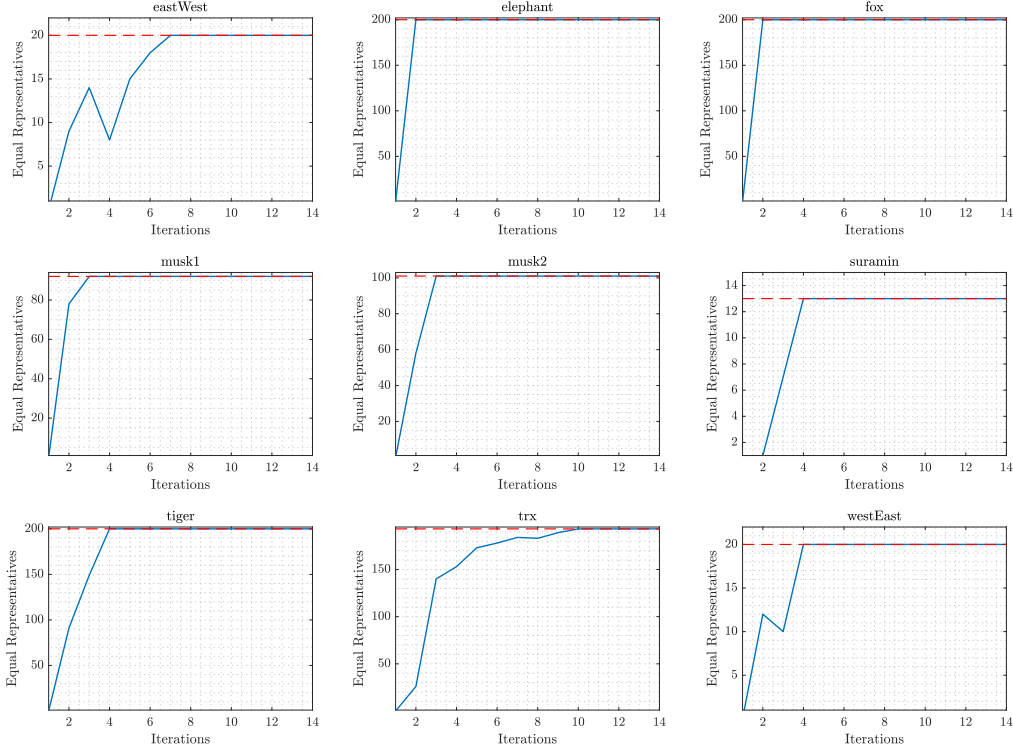 eastWest
Equal Representatives
20
15
10
5
2 4 6 8 10 12 14
Iterations
elephant
Equal Representatives
200
150
100
50
2 4 6 8 10 12 14
Iterations
fox
Equal Representatives
200
150
100
50
2 4 6 8 10 12 14
Iterations
musk1
Equal Representatives
80
60
40
20
2 4 6 8 10 12 14
Iterations
musk2
Equal Representatives
100
80
60
40
20
2 4 6 8 10 12 14
Iterations
suramin
Equal Representatives
14
12
10
8
6
4
2
2 4 6 8 10 12 14
Iterations
tiger
Equal Representatives
200
150
100
50
2 4 6 8 10 12 14
Iterations
trx
Equal Representatives
150
100
50
2 4 6 8 10 12 14
Iterations
westEast
Equal Representatives
20
15
10
5
2 4 6 8 10 12 14
Iterations